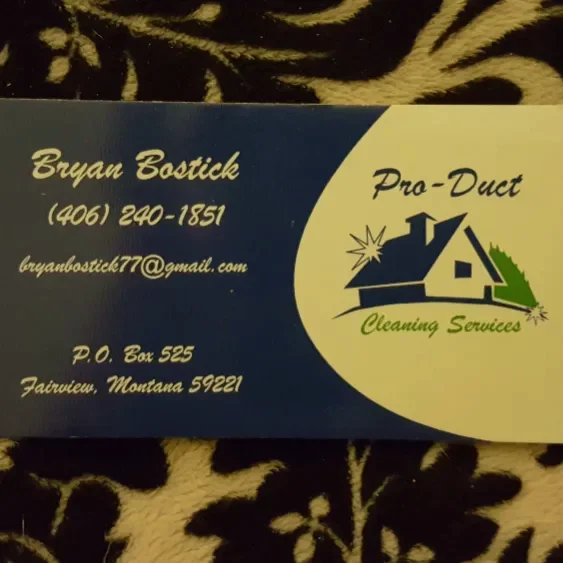 Bryan Bostick
(406) 240-1851
bryanbostick77@gmail.com
P.O. Box 525
Fairview, Montana 59221
Pro-Duct
Cleaning Services